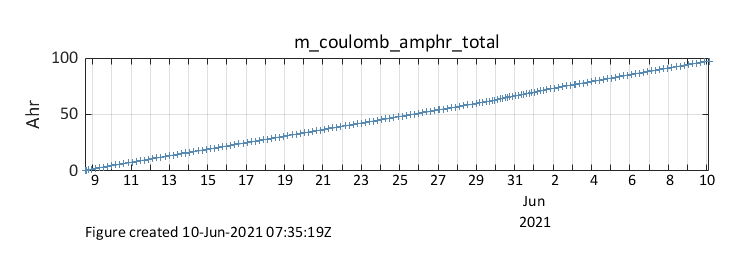 m_coulomb_amphr_total
Ahr
100
50
0
9 11 13 15 17 19 21 23 25 27 29 31 2 4 6 8 10
Jun
2021
Figure created 10-Jun-2021 07:35:19Z